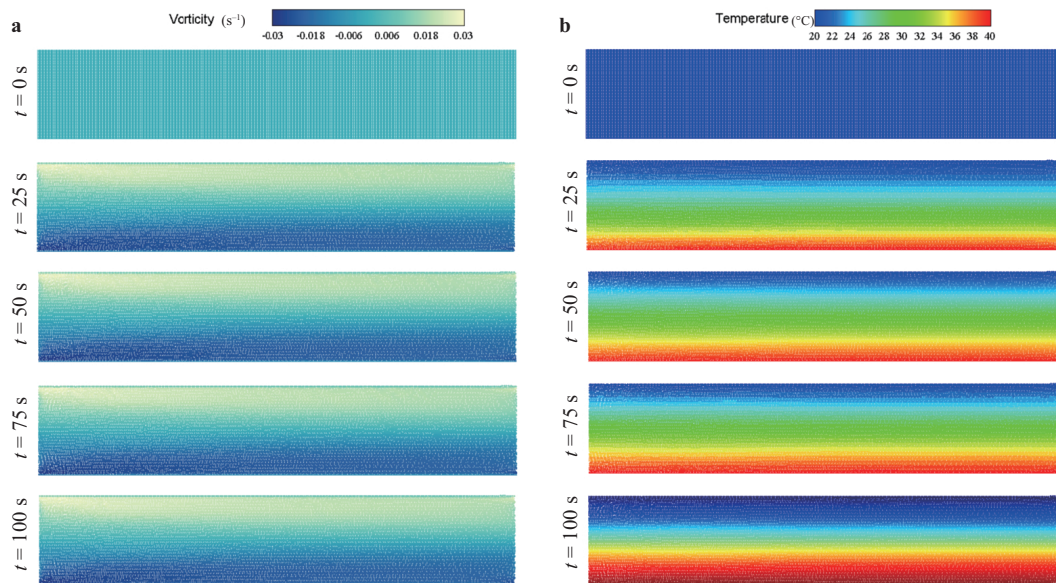 a
Vorticity (s⁻¹)
-0.03 -0.018 -0.006 0.006 0.018 0.03
t = 0 s
t = 25 s
t = 50 s
t = 75 s
t = 100 s
b
Temperature (°C)
20 22 24 26 28 30 32 34 36 38 40
t = 0 s
t = 25 s
t = 50 s
t = 75 s
t = 100 s